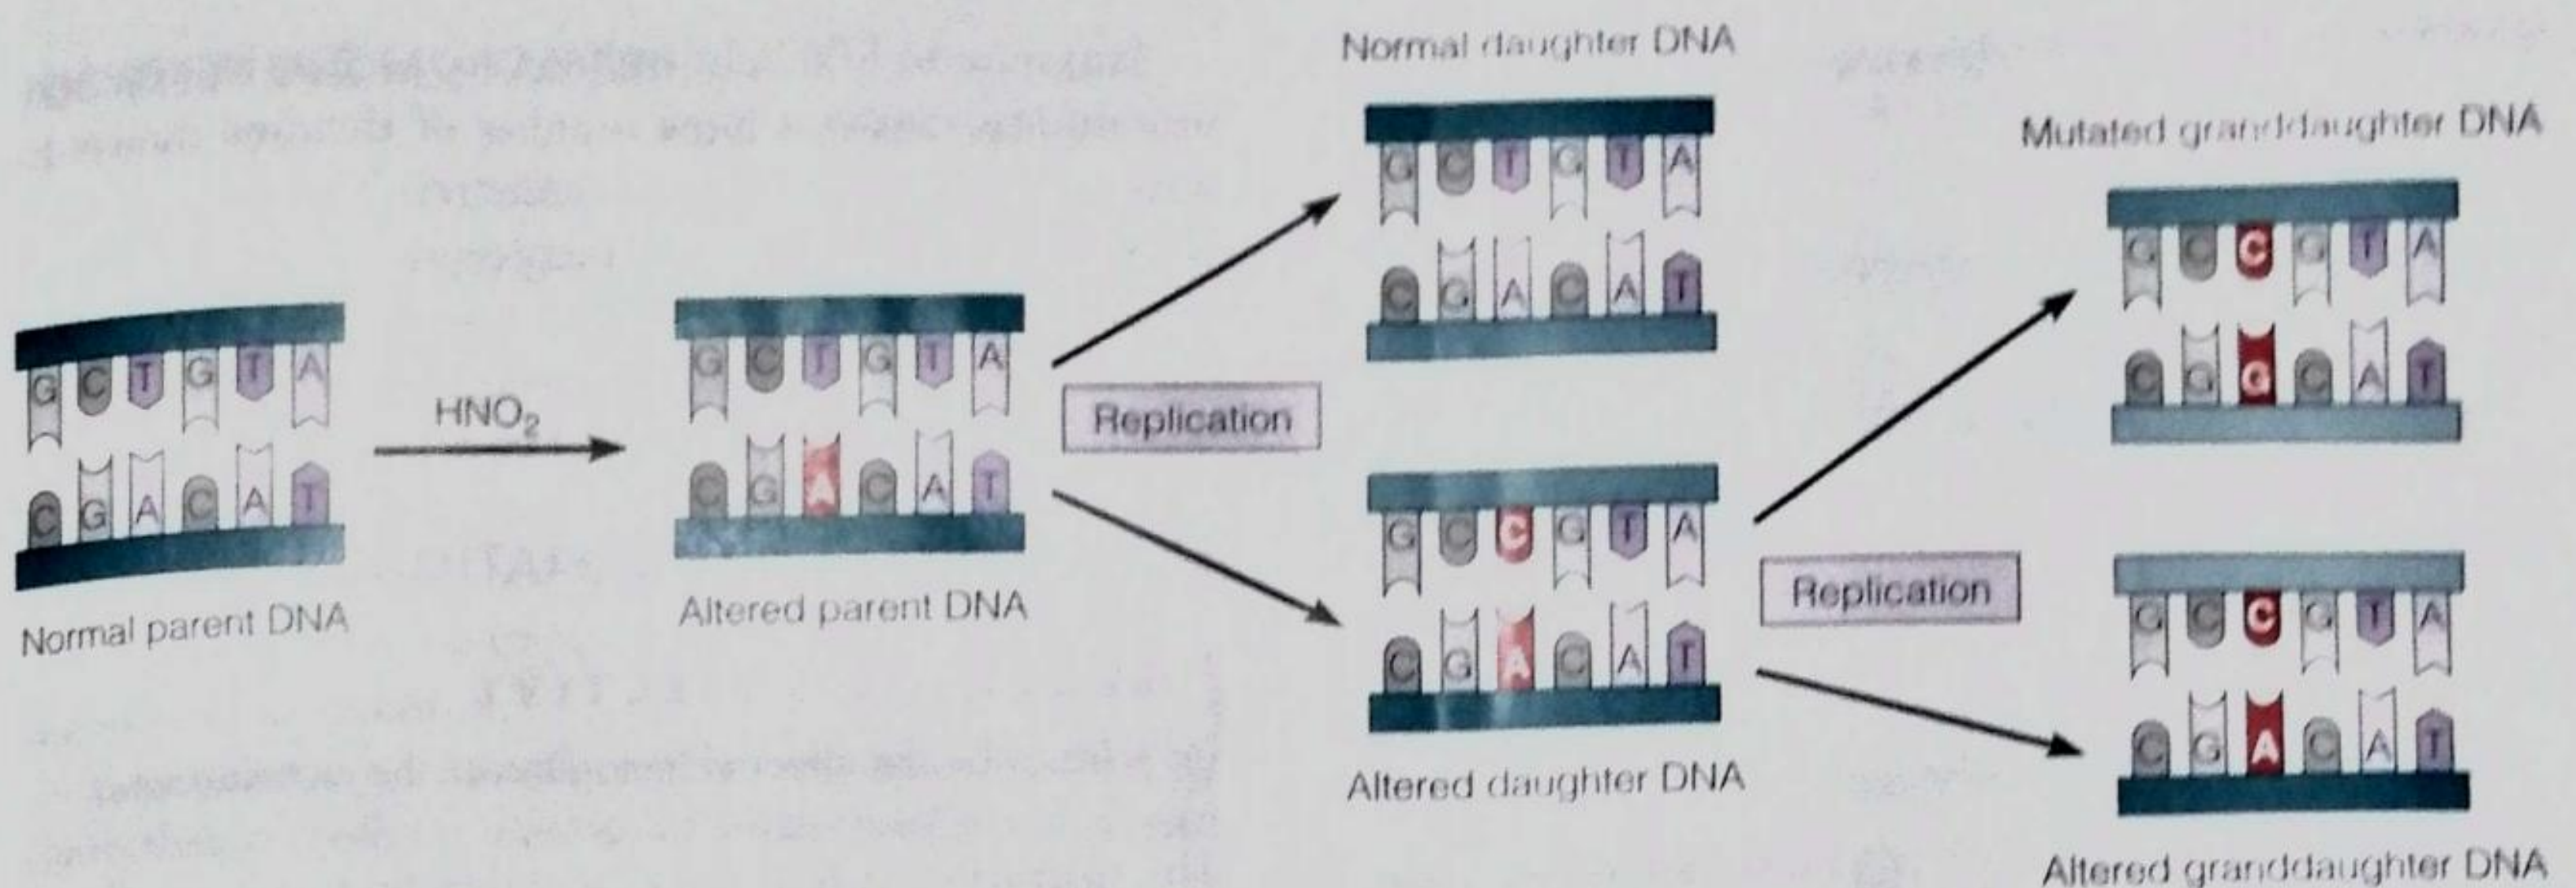 Normal parent DNA
G C T G T A
C G A C A T
HNO₂
Altered parent DNA
G C T G T A
C G A C A T
Replication
Normal daughter DNA
G C T G T A
C G A C A T
Altered daughter DNA
G C C G T A
C G A C A T
Replication
Mutated granddaughter DNA
G C C G T A
C G G C A T
Altered granddaughter DNA
G C C G T A
C G A C A T